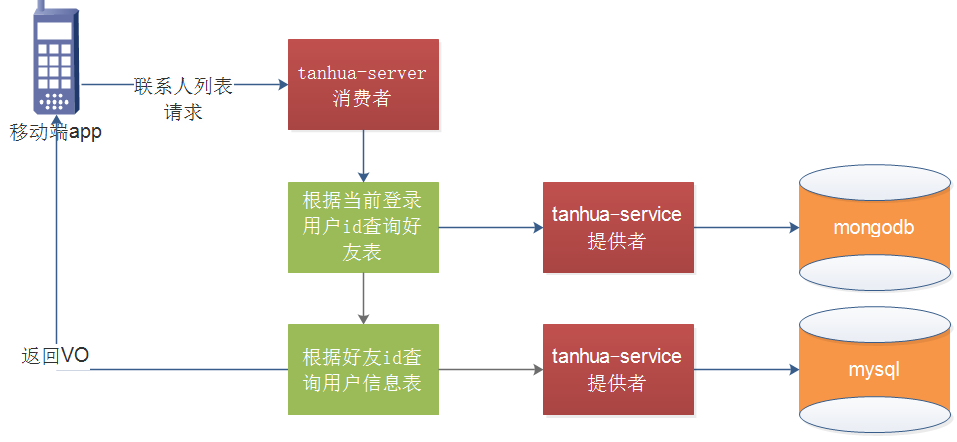 移动端app
联系人列表
请求
tanhua-server
消费者
根据当前登录
用户id查询好
友表
tanhua-service
提供者
mongodb
返回VO
根据好友id查
询用户信息表
tanhua-service
提供者
mysql